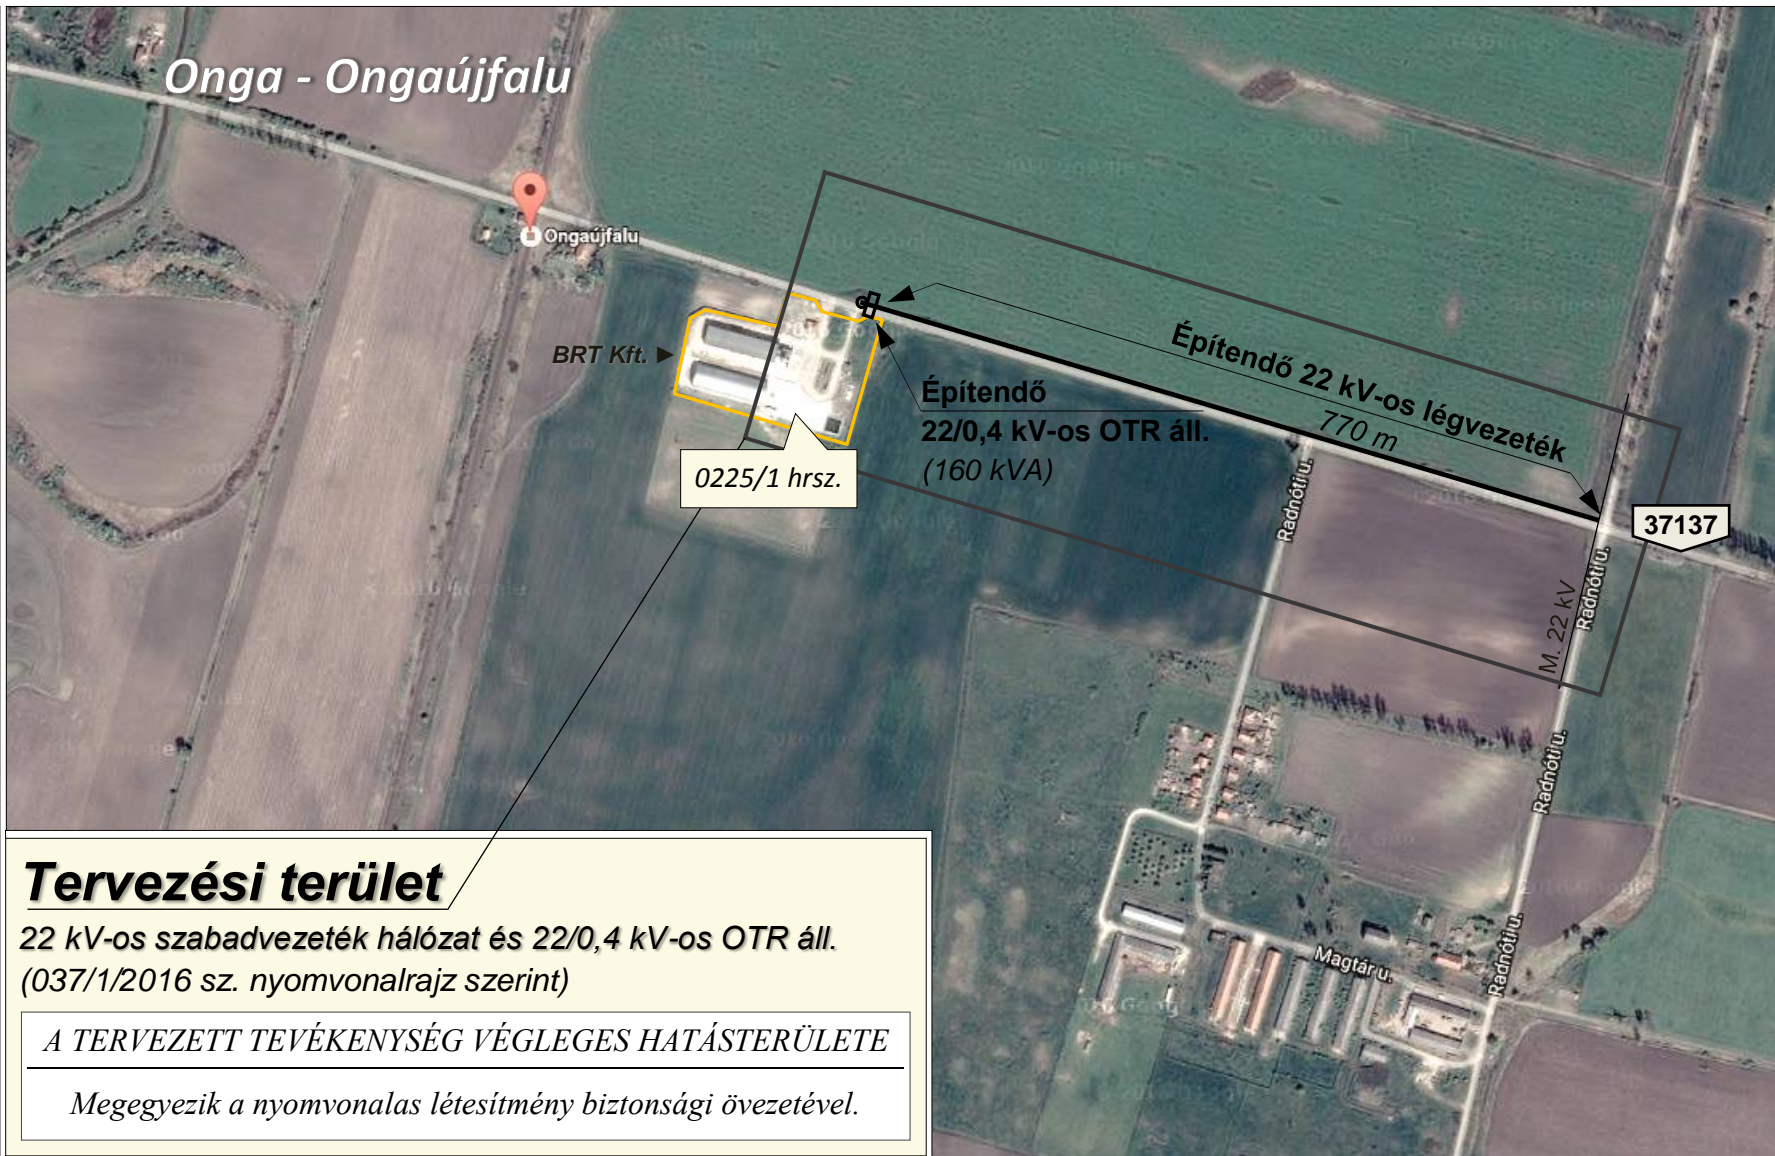 Onga - Ongaújfalu
Ongaújfalu
BRT Kft. ►
Építendő 22 kV-os légvezeték
770 m
Építendő
22/0,4 kV-os OTR áll.
(160 kVA)
0225/1 hrsz.
37137
Radnóti u.
Radnóti u.
M. 22 kV
Radnóti u.
Radnóti u.
Magtár u.
Tervezési terület
22 kV-os szabadvezeték hálózat és 22/0,4 kV-os OTR áll.
(037/1/2016 sz. nyomvonalrajz szerint)
A TERVEZETT TEVÉKENYSÉG VÉGLEGES HATÁSTERÜLETE
Megegyezik a nyomvonalas létesítmény biztonsági övezetével.